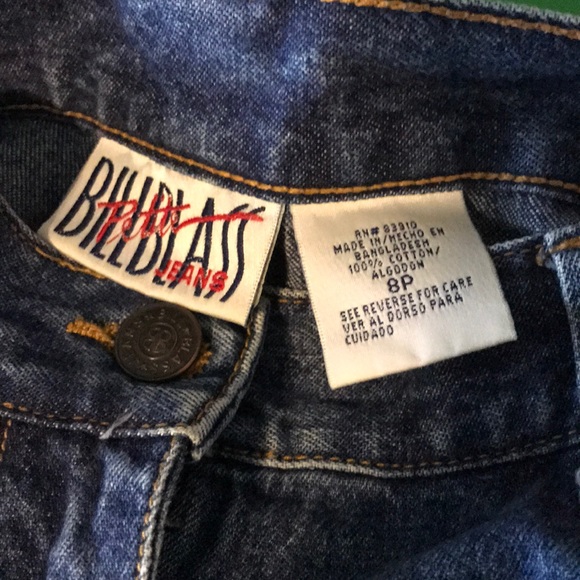 BILLBLASS
Petite
JEANS
RN# 83910
MADE IN/HECHO EN
BANGLADESH
100% COTTON/
ALGODON
8P
SEE REVERSE FOR CARE
VER AL DORSO PARA
CUIDADO